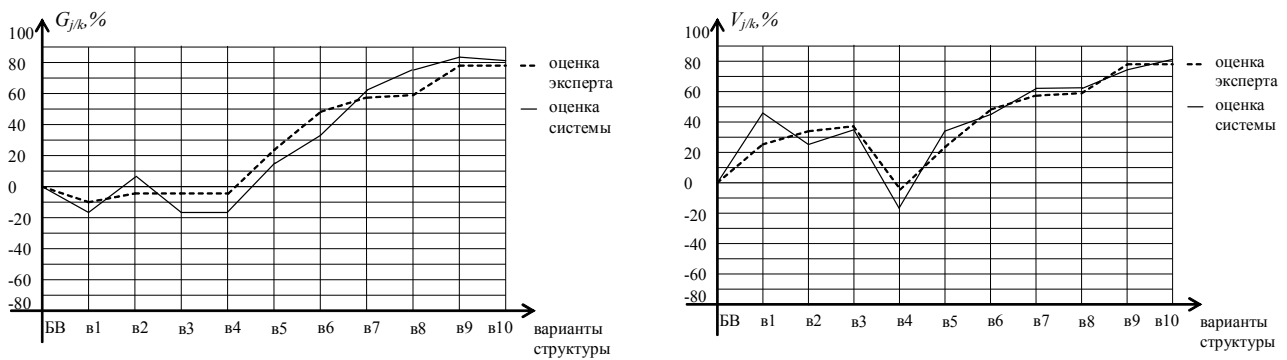 G_{j/k},%
100
80
60
40
20
0
-20
-40
-60
-80
БВ в1 в2 в3 в4 в5 в6 в7 в8 в9 в10
варианты
структуры
оценка
эксперта
оценка
системы
V_{j/k},%
100
80
60
40
20
0
-20
-40
-60
-80
БВ в1 в2 в3 в4 в5 в6 в7 в8 в9 в10
варианты
структуры
оценка
эксперта
оценка
системы